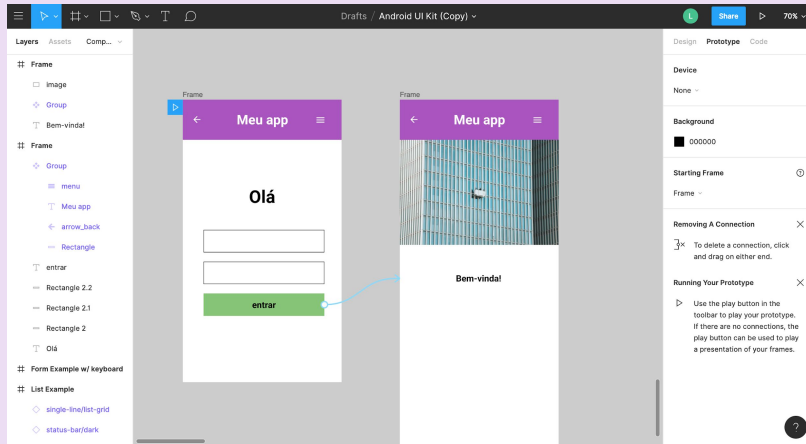 Drafts / Android UI Kit (Copy)
L
Share
70%
Layers Assets Comp...
Frame
image
Group
Bem-vinda!
Frame
Group
menu
Meu app
arrow_back
Rectangle
entrar
Rectangle 2.2
Rectangle 2.1
Rectangle 2
Olá
Form Example w/ keyboard
List Example
single-line/list-grid
status-bar/dark
Frame
Meu app
Olá
entrar
Frame
Meu app
Bem-vinda!
Design Prototype Code
Device
None
Background
000000
Starting Frame
Frame
Removing A Connection
To delete a connection, click
and drag on either end.
Running Your Prototype
Use the play button in the
toolbar to play your prototype.
If there are no connections, the
play button can be used to play
a presentation of your frames.
?